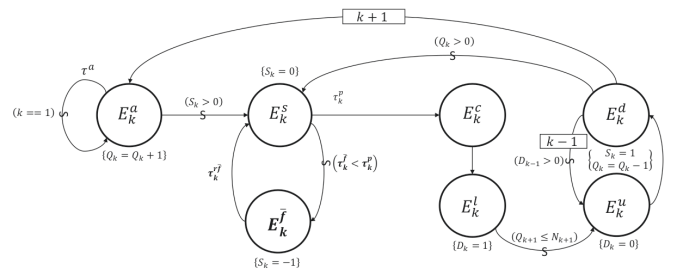 k + 1
(Q_k > 0)
τ^a
{S_k = 0}
(k == 1)
E_k^a
(S_k > 0)
E_k^s
τ_k^p
E_k^c
E_k^d
k − 1
{Q_k = Q_k + 1}
(D_{k−1} > 0)
{S_k = 1
Q_k = Q_k − 1}
τ_k^{rf̄}
(τ_k^{f̄} < τ_k^p)
E_k^{f̄}
E_k^l
(Q_{k+1} ≤ N_{k+1})
E_k^u
{S_k = −1}
{D_k = 1}
{D_k = 0}